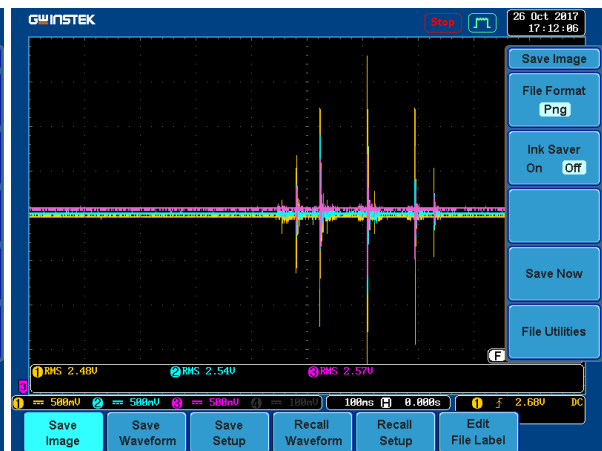 GWINSTEK
Stop
26 Oct 2017
17:12:06
Save Image
File Format
Png
Ink Saver
On Off
Save Now
File Utilities
F
1 RMS 2.48V 2 RMS 2.54V 3 RMS 2.57V
3
1 500mV 2 500mV 3 500mV 4 100mV 100ms H 0.000s 1 2.68V DC
Save Image
Save Waveform
Save Setup
Recall Waveform
Recall Setup
Edit File Label